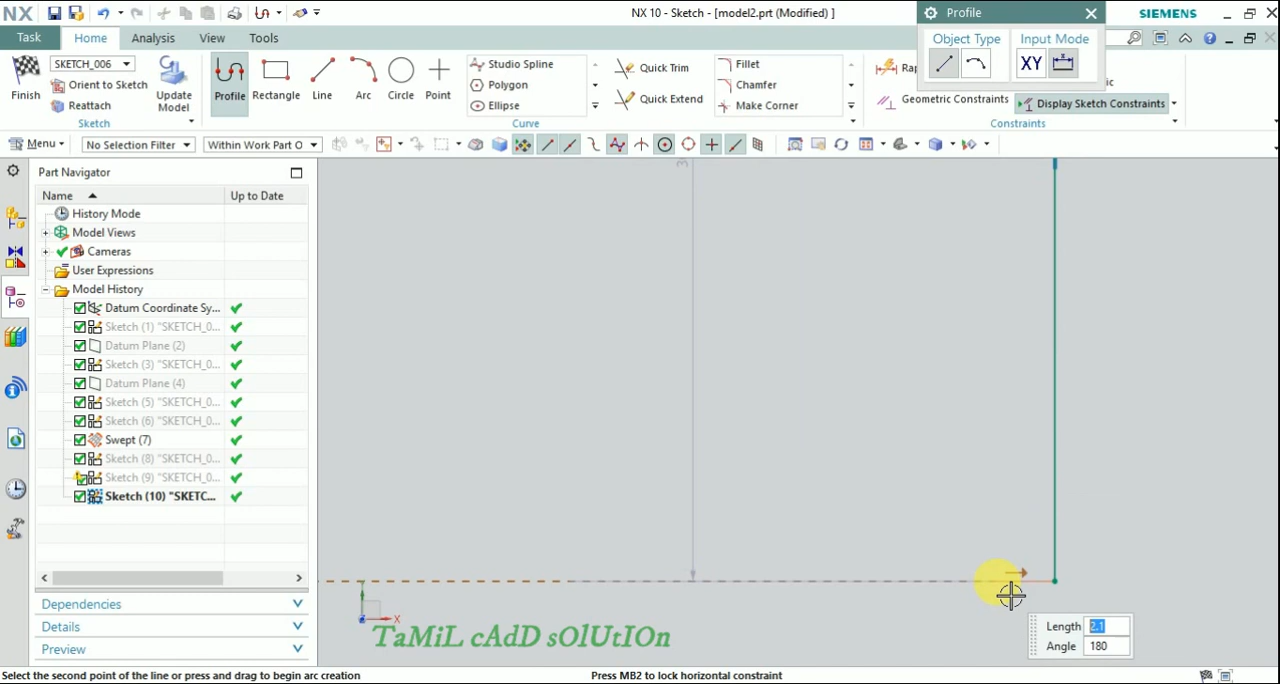 NX
NX 10 - Sketch - [model2.prt (Modified) ]
Profile
SIEMENS
Task
Home
Analysis
View
Tools
Object Type
Input Mode
Finish
SKETCH_006
Orient to Sketch
Reattach
Update Model
Sketch
Profile
Rectangle
Line
Arc
Circle
Point
Studio Spline
Polygon
Ellipse
Curve
Quick Trim
Quick Extend
Fillet
Chamfer
Make Corner
XY
Geometric Constraints
Display Sketch Constraints
Constraints
Menu
No Selection Filter
Within Work Part O
Part Navigator
Name
Up to Date
History Mode
Model Views
Cameras
User Expressions
Model History
Datum Coordinate Sy...
Sketch (1) "SKETCH_0...
Datum Plane (2)
Sketch (3) "SKETCH_0...
Datum Plane (4)
Sketch (5) "SKETCH_0...
Sketch (6) "SKETCH_0...
Swept (7)
Sketch (8) "SKETCH_0...
Sketch (9) "SKETCH_0...
Sketch (10) "SKETC...
Dependencies
Details
Preview
X
TaMiL cAdD sOlUtIOn
Length 2.1
Angle 180
Select the second point of the line or press and drag to begin arc creation
Press MB2 to lock horizontal constraint